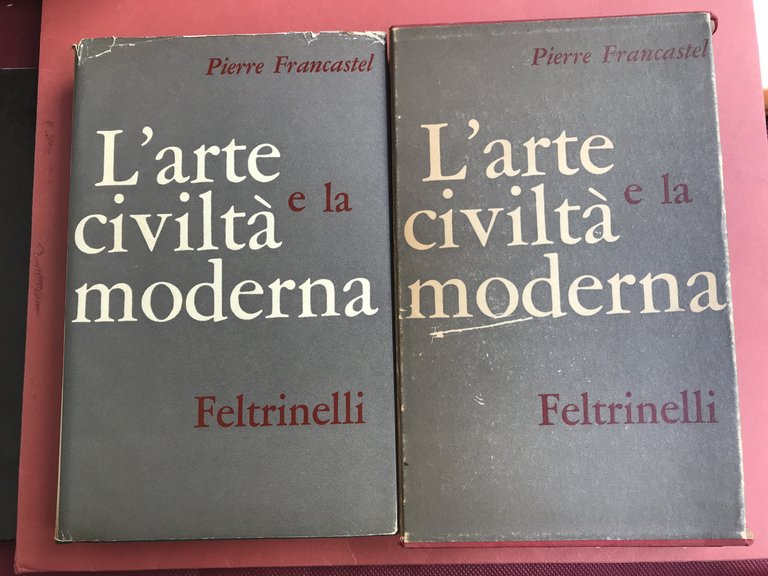 Pierre Francastel
L'arte
e la
civiltà
moderna
Feltrinelli
Pierre Francastel
L'arte
e la
civiltà
moderna
Feltrinelli